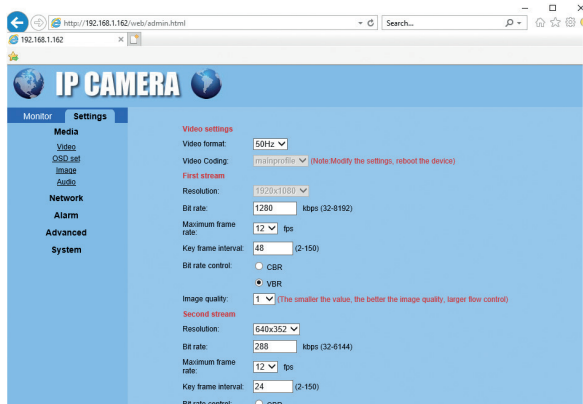 http://192.168.1.162/web/admin.html
Search...
192.168.1.162
IP CAMERA
Monitor Settings
Media
Video
OSD set
Image
Audio
Network
Alarm
Advanced
System
Video settings
Video format: 50Hz
Video Coding: mainprofile (Note:Modify the settings, reboot the device)
First stream
Resolution: 1920x1080
Bit rate: 1280 kbps (32-8192)
Maximum frame
rate: 12 fps
Key frame interval: 48 (2-150)
Bit rate control: CBR
VBR
Image quality: 1 (The smaller the value, the better the image quality, larger flow control)
Second stream
Resolution: 640x352
Bit rate: 288 kbps (32-6144)
Maximum frame
rate: 12 fps
Key frame interval: 24 (2-150)
Bit rate control: CBR